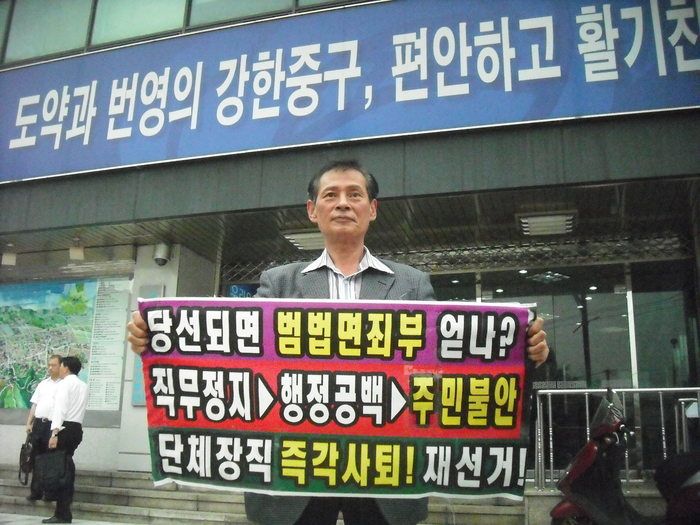 도약과 번영의 강한중구, 편안하고 활기찬
당선되면 범법면죄부 얻나?
직무정지▶행정공백▶주민불안
단체장직 즉각사퇴! 재선거!